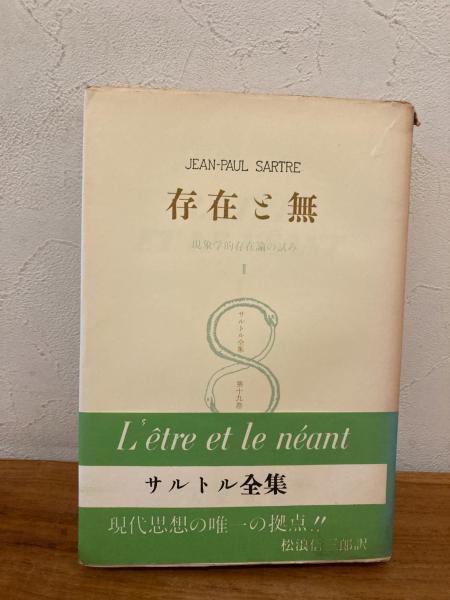 JEAN-PAUL SARTRE
存在と無
現象学的存在論の試み
II
サルトル全集
第十九巻
L'être et le néant
サルトル全集
現代思想の唯一の拠点!!
松浪信三郎訳